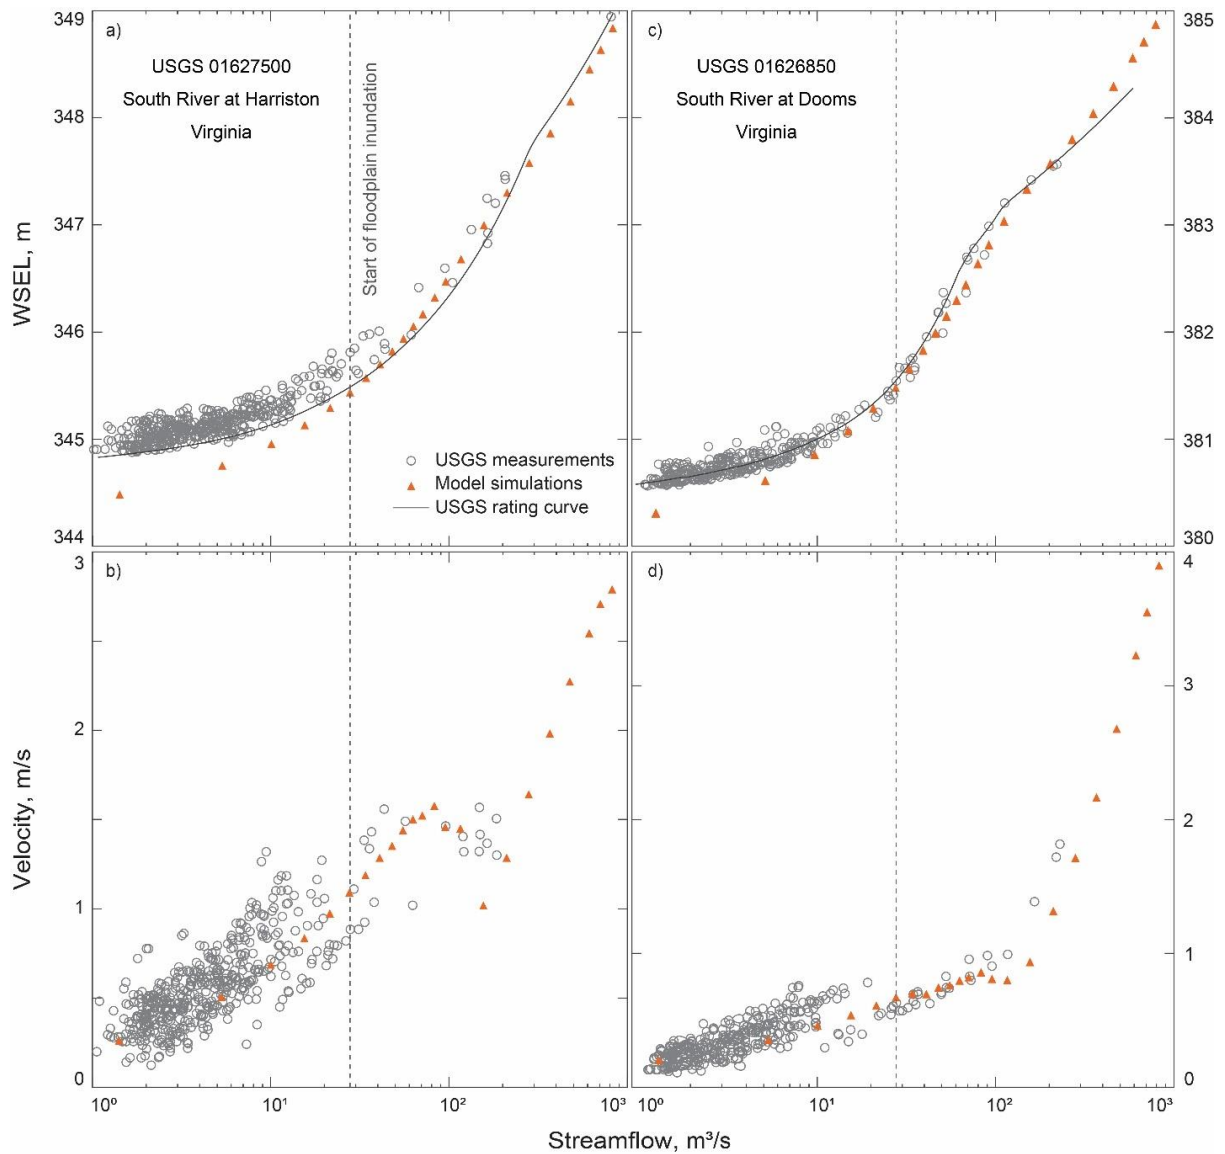 349
a)
USGS 01627500
South River at Harriston
Virginia
348
347
346
345
344
WSEL, m
Start of floodplain inundation
USGS measurements
Model simulations
USGS rating curve
c)
USGS 01626850
South River at Dooms
Virginia
385
384
383
382
381
380
b)
3
2
1
0
Velocity, m/s
d)
4
3
2
1
0
10⁰
10¹
10²
10³
10⁰
10¹
10²
10³
Streamflow, m³/s